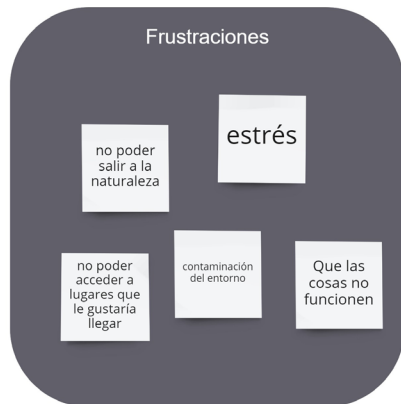 Frustraciones
estrés
no poder
salir a la
naturaleza
no poder
acceder a
lugares que
le gustaría
llegar
contaminación
del entorno
Que las
cosas no
funcionen